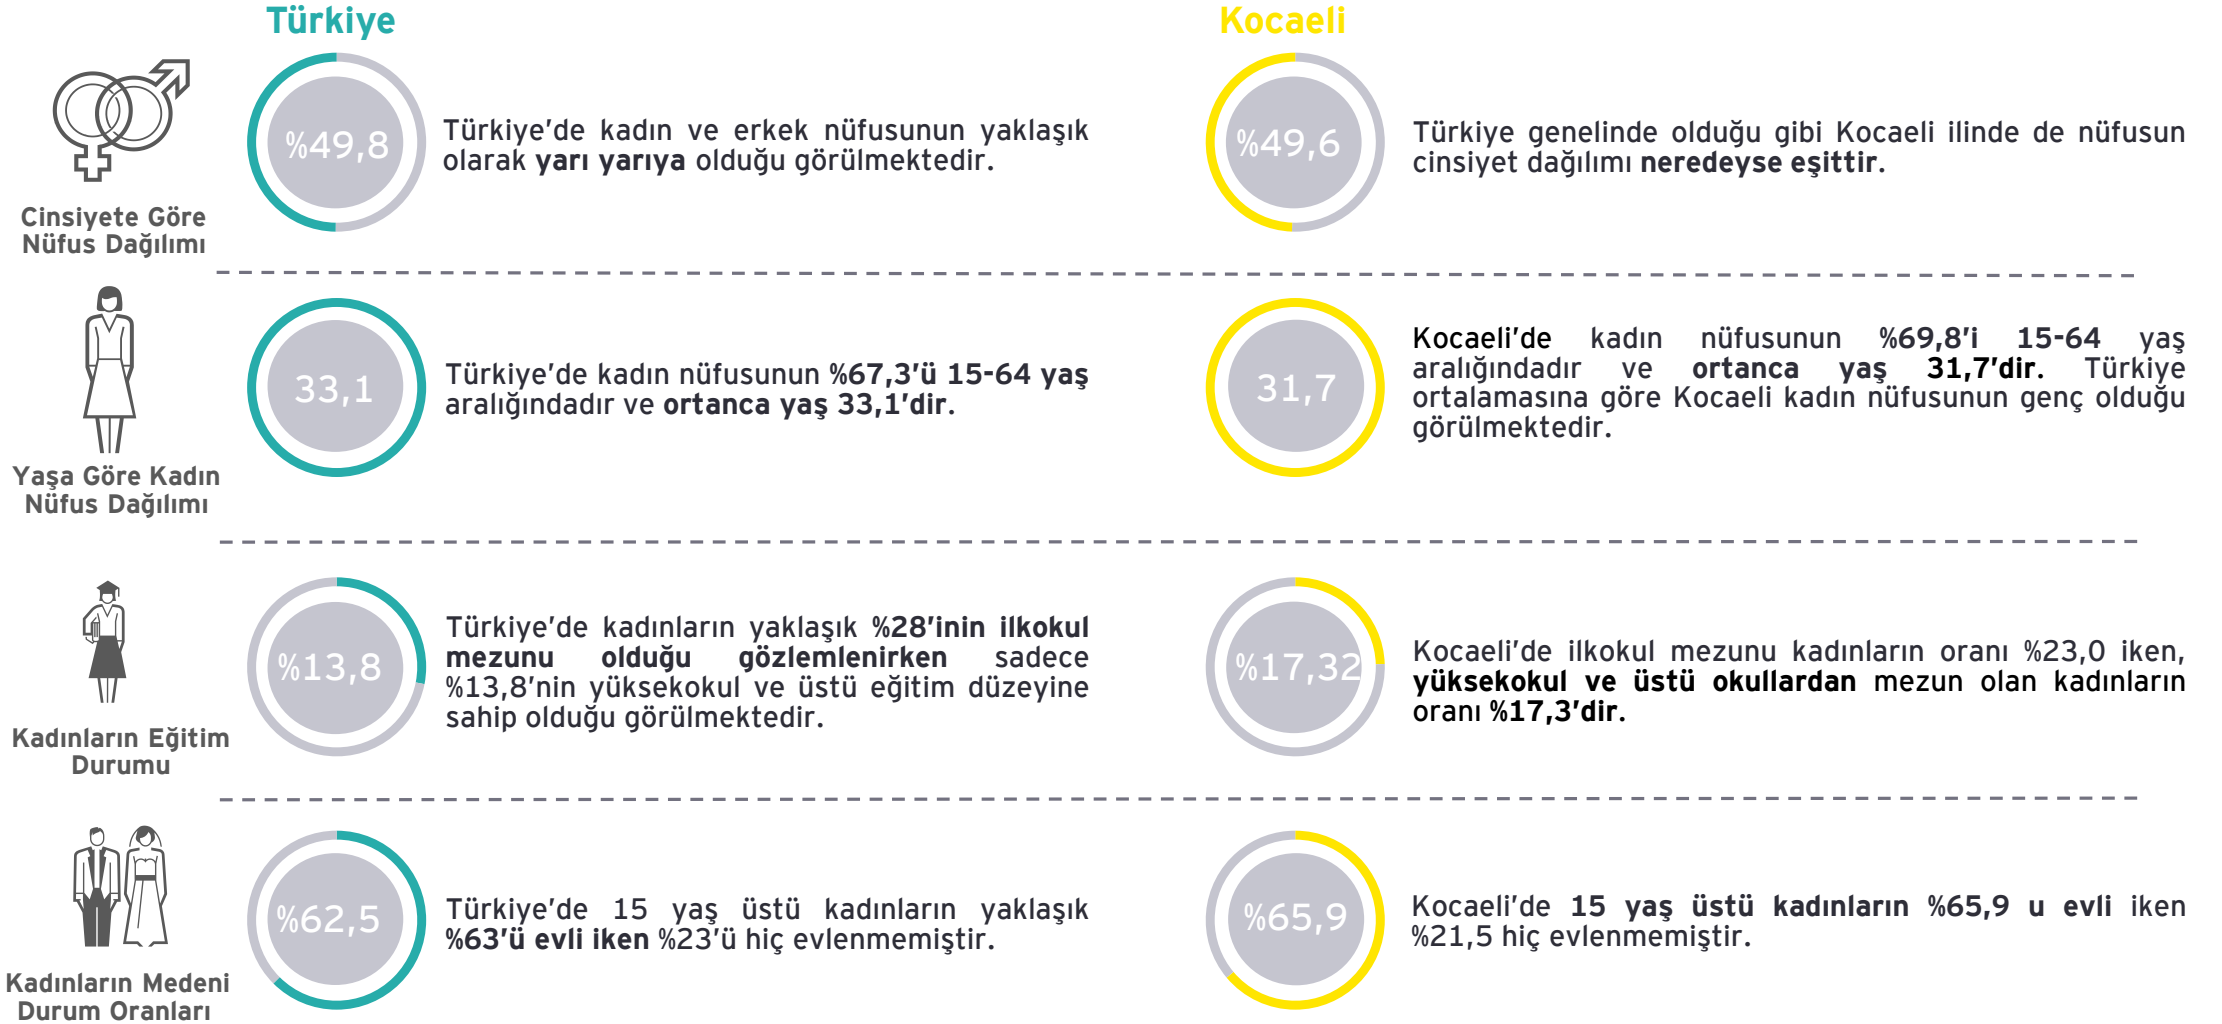 Türkiye
Kocaeli
Cinsiyete Göre
Nüfus Dağılımı
%49,8
Türkiye'de kadın ve erkek nüfusunun yaklaşık
olarak yarı yarıya olduğu görülmektedir.
%49,6
Türkiye genelinde olduğu gibi Kocaeli ilinde de nüfusun
cinsiyet dağılımı neredeyse eşittir.
Yaşa Göre Kadın
Nüfus Dağılımı
33,1
Türkiye'de kadın nüfusunun %67,3'ü 15-64 yaş
aralığındadır ve ortanca yaş 33,1'dir.
31,7
Kocaeli'de kadın nüfusunun %69,8'i 15-64 yaş
aralığındadır ve ortanca yaş 31,7'dir. Türkiye
ortalamasına göre Kocaeli kadın nüfusunun genç olduğu
görülmektedir.
Kadınların Eğitim
Durumu
%13,8
Türkiye'de kadınların yaklaşık %28'inin ilkokul
mezunu olduğu gözlemlenirken sadece
%13,8'nin yüksekokul ve üstü eğitim düzeyine
sahip olduğu görülmektedir.
%17,32
Kocaeli'de ilkokul mezunu kadınların oranı %23,0 iken,
yüksekokul ve üstü okullardan mezun olan kadınların
oranı %17,3'dir.
Kadınların Medeni
Durum Oranları
%62,5
Türkiye'de 15 yaş üstü kadınların yaklaşık
%63'ü evli iken %23'ü hiç evlenmemiştir.
%65,9
Kocaeli'de 15 yaş üstü kadınların %65,9 u evli iken
%21,5 hiç evlenmemiştir.